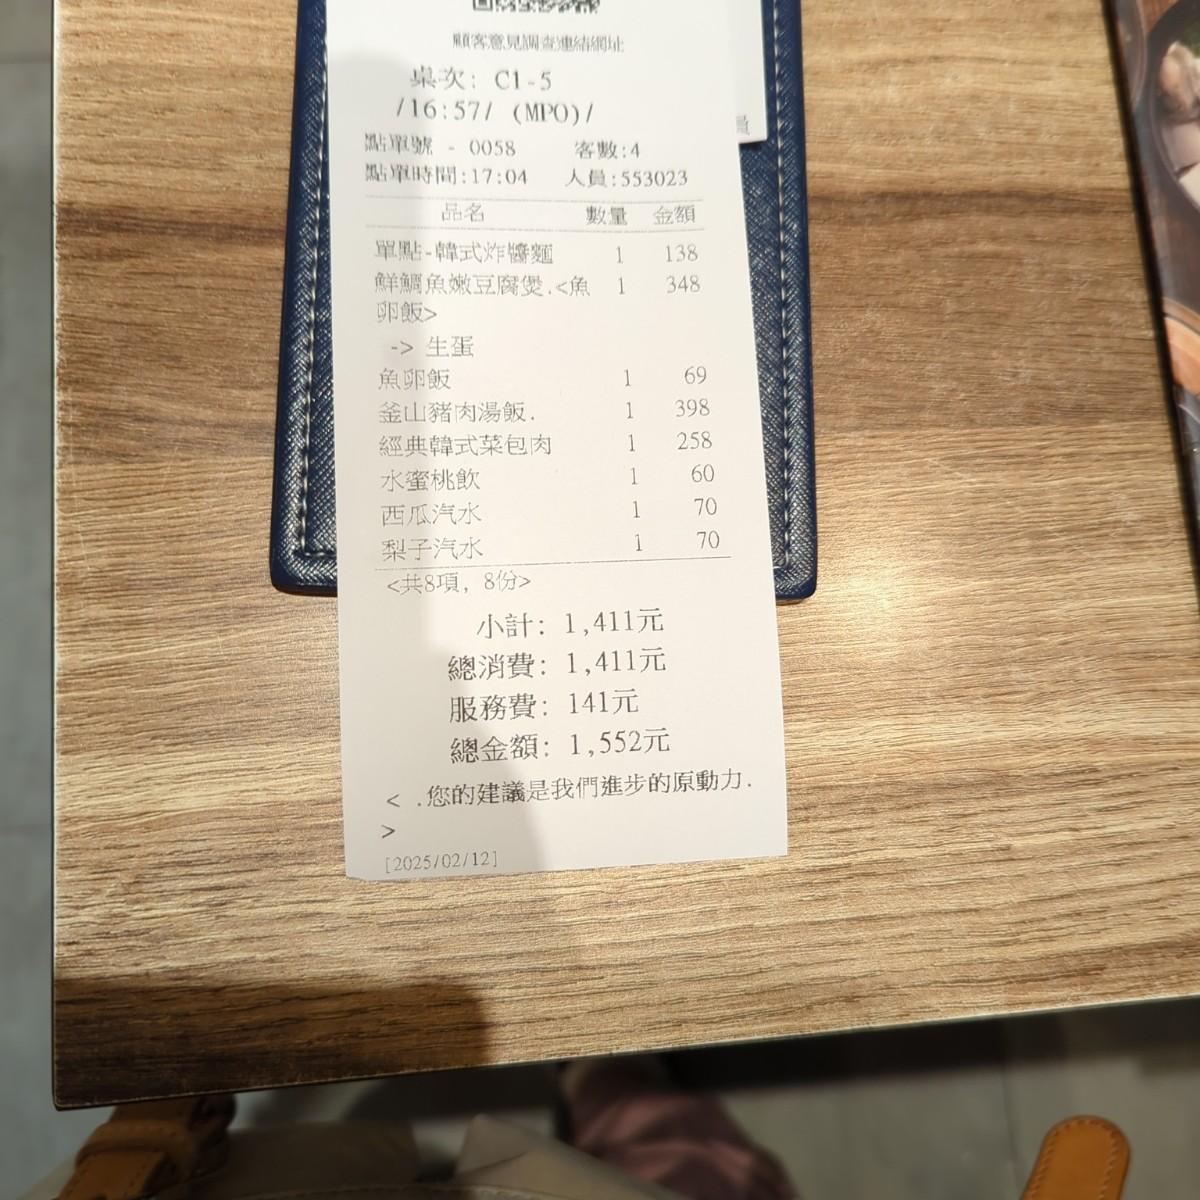 顧客意見調查連結網址
桌次: C1-5
/16:57/ (MPO)/
員
點單號 - 0058 客數:4
點單時間:17:04 人員:553023
品名 數量 金額
單點-韓式炸醬麵 1 138
鮮鯛魚嫩豆腐煲.<魚 1 348
卵飯>
-> 生蛋
魚卵飯 1 69
釜山豬肉湯飯. 1 398
經典韓式菜包肉 1 258
水蜜桃飲 1 60
西瓜汽水 1 70
梨子汽水 1 70
<共8項, 8份>
小計: 1,411元
總消費: 1,411元
服務費: 141元
總金額: 1,552元
< .您的建議是我們進步的原動力.
>
[2025/02/12]